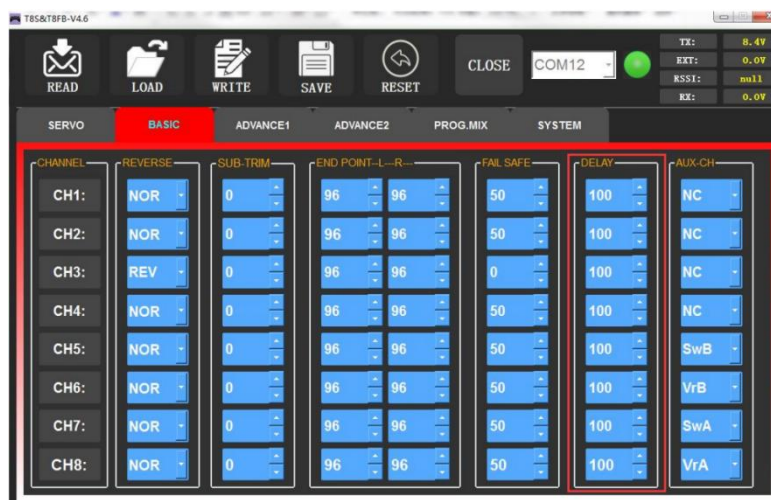 T8S&T8FB-V4.6
READ LOAD WRITE SAVE RESET CLOSE COM12
TX: 8.4V
EXT: 0.0V
RSSI: null
RX: 0.0V
SERVO BASIC ADVANCE1 ADVANCE2 PROG.MIX SYSTEM
CHANNEL REVERSE SUB-TRIM END POINT--L---R--- FAIL SAFE DELAY AUX-CH
CH1: NOR 0 96 96 50 100 NC
CH2: NOR 0 96 96 50 100 NC
CH3: REV 0 96 96 0 100 NC
CH4: NOR 0 96 96 50 100 NC
CH5: NOR 0 96 96 50 100 SwB
CH6: NOR 0 96 96 50 100 VrB
CH7: NOR 0 96 96 50 100 SwA
CH8: NOR 0 96 96 50 100 VrA